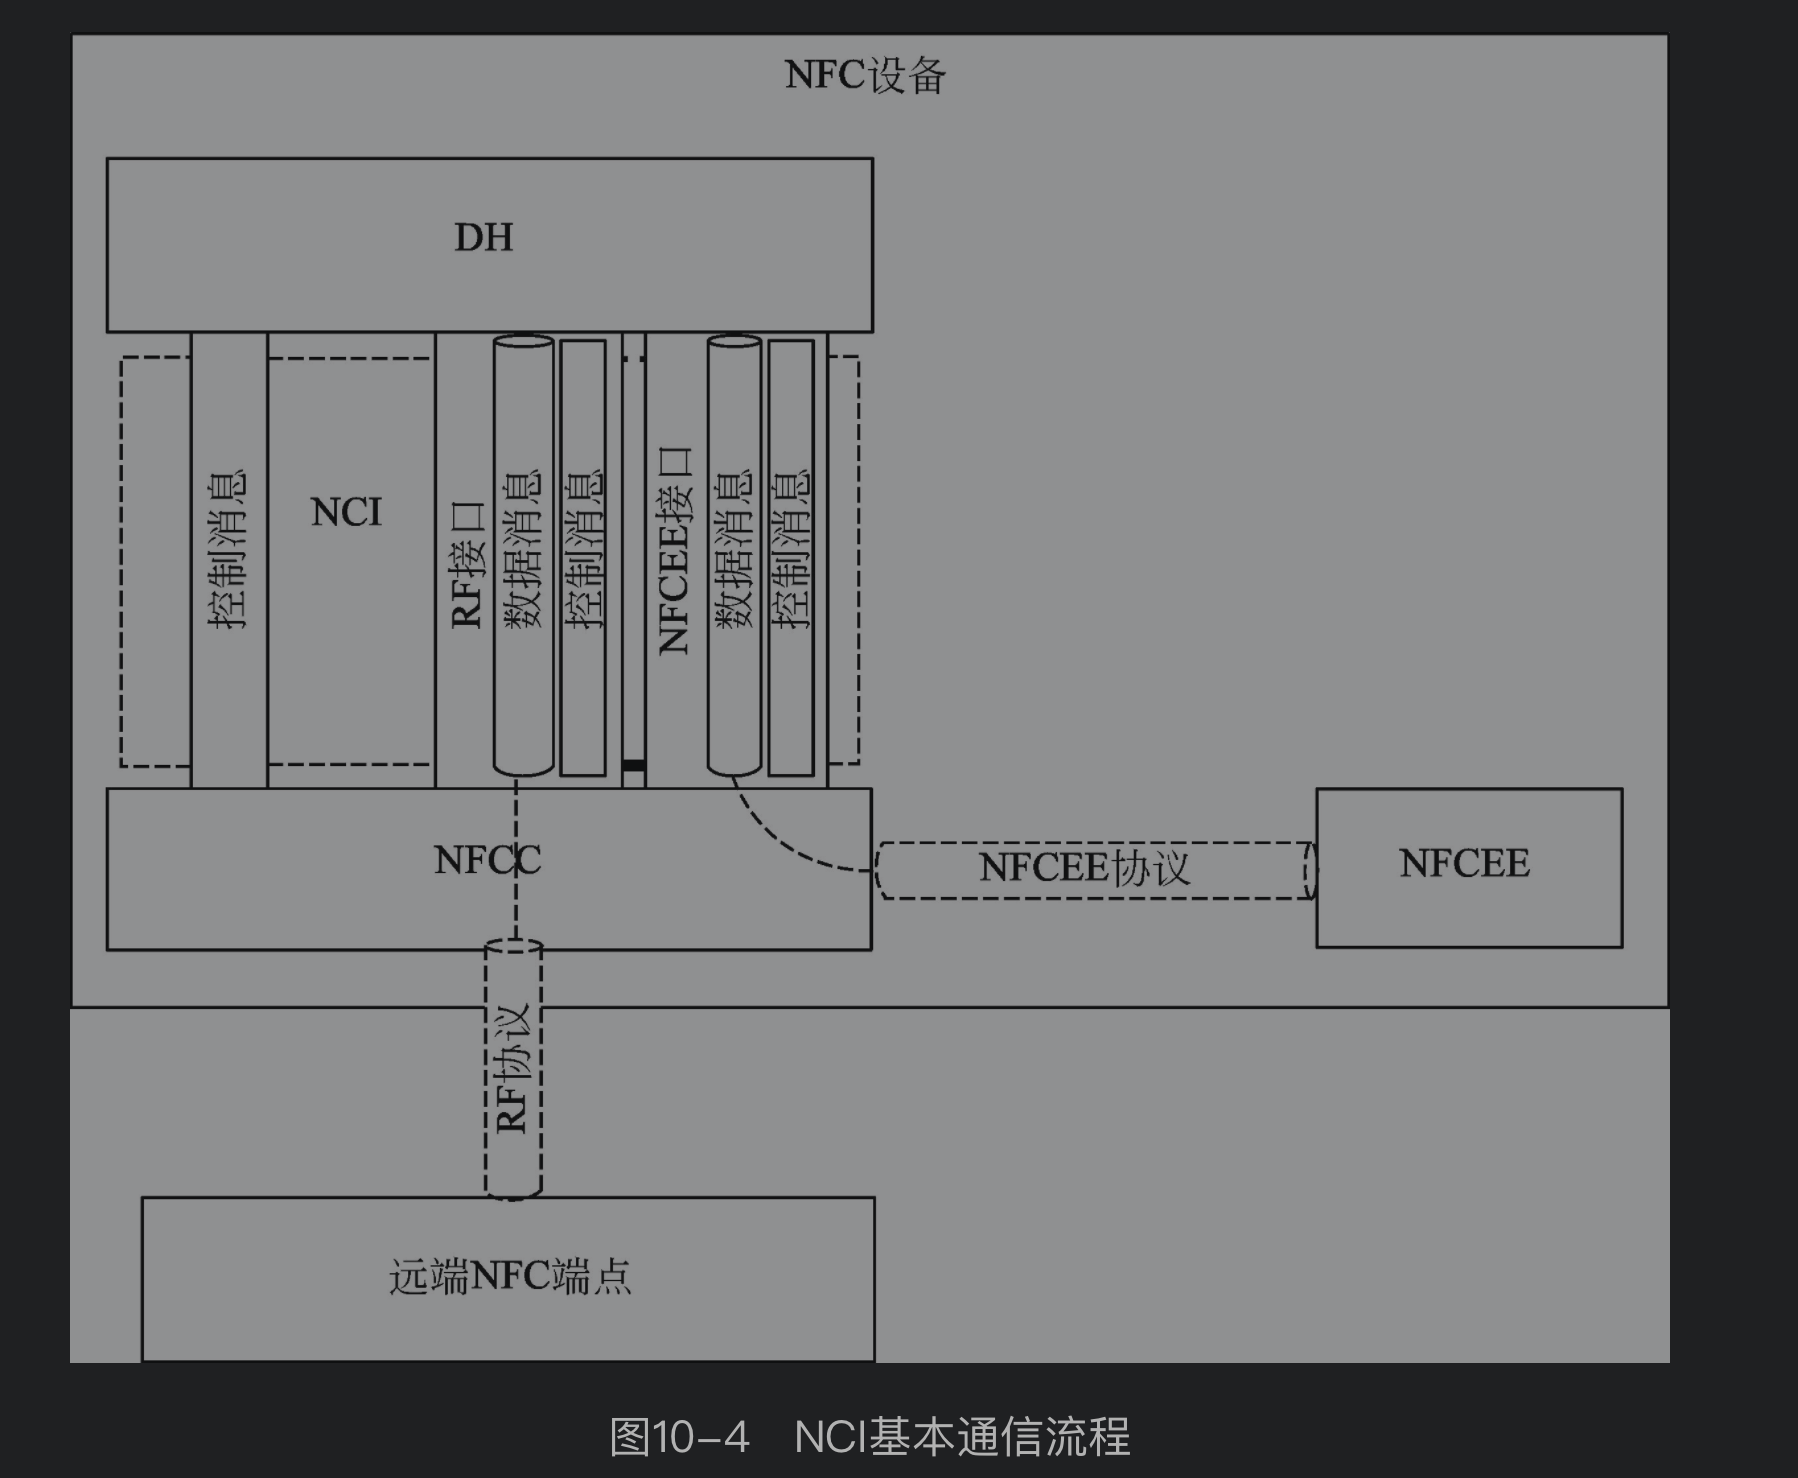 NFC设备
DH
控制消息
NCI
RF接口
数据消息
控制消息
NFCEE接口
数据消息
控制消息
NFCC
NFCEE协议
NFCEE
RF协议
远端NFC端点
图10-4 NCI基本通信流程